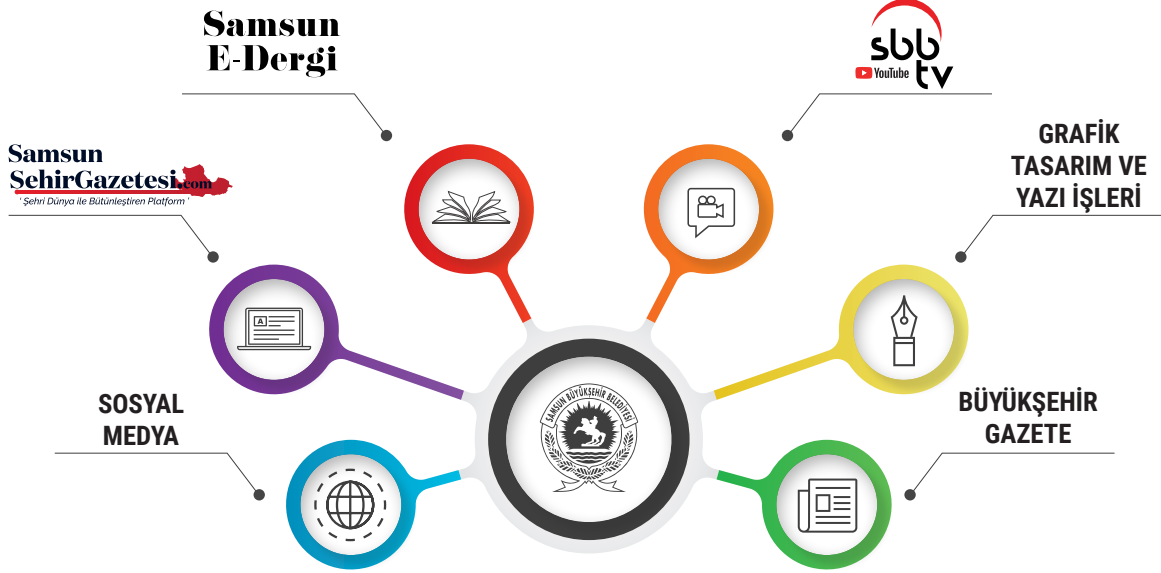 Samsun
E-Dergi
sbb
YouTube tv
Samsun
SehirGazetesi.com
' Şehri Dünya ile Bütünleştiren Platform '
GRAFİK
TASARIM VE
YAZI İŞLERİ
A
SOSYAL
MEDYA
SAMSUN BÜYÜKŞEHİR BELEDİYESİ
BÜYÜKŞEHİR
GAZETE